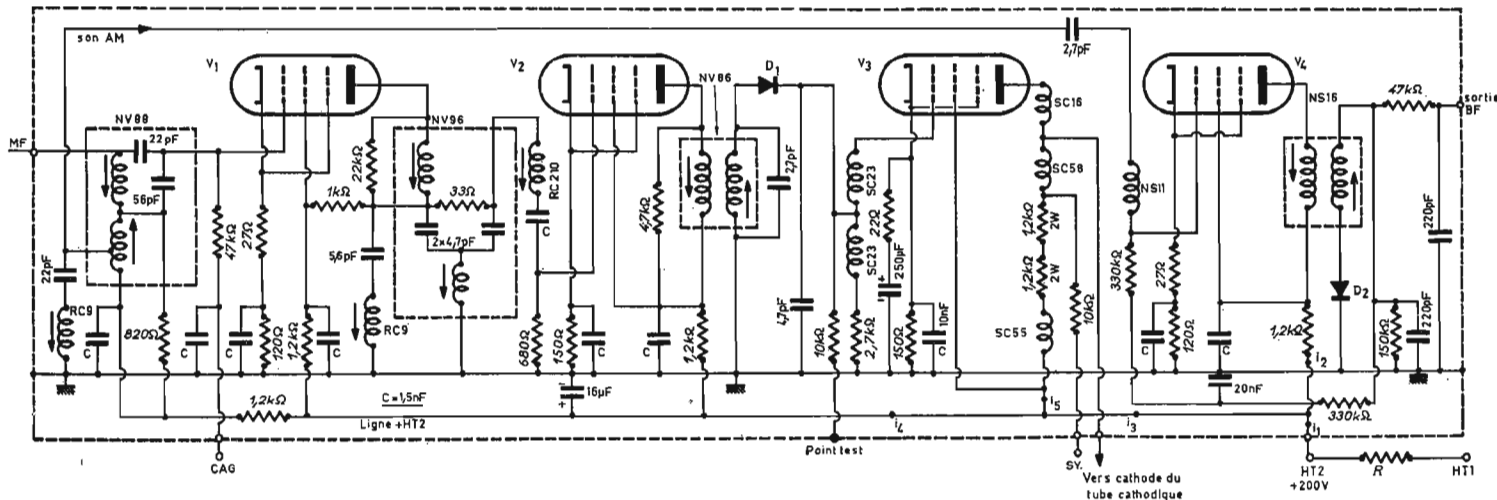 son AM
2,7pF
V1
V2
NV86
D1
V3
V4
SC16
NS16
47kΩ
sortie
BF
MF
NV88
22pF
56pF
22pF
RC9
C
820Ω
47kΩ
C
27Ω
C
120Ω
1,2kΩ
C
1kΩ
22kΩ
5,6pF
RC9
NV96
33Ω
2×4,7pF
RC210
C
680Ω
150Ω
C
4,7kΩ
C
1,2kΩ
2,7pF
4,7pF
10kΩ
SC23
SC23
2,7kΩ
22Ω
250µF
150Ω
10nF
C
SC58
1,2kΩ
2W
1,2kΩ
2W
SC55
10kΩ
NS11
330kΩ
27Ω
C
120Ω
C
20nF
1,2kΩ
D2
150kΩ
220pF
220pF
330kΩ
16µF
C = 1,5nF
1,2kΩ
Ligne +HT2
i4
i5
i3
i2
i1
CAG
Point test
SY.
Vers cathode du
tube cathodique
HT2
+200V
R
HT1